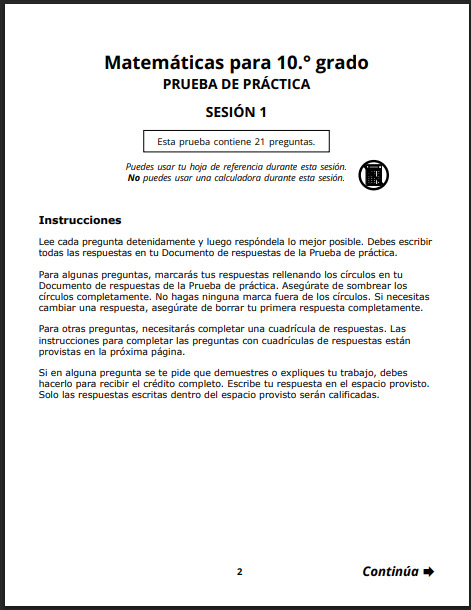 Matemáticas para 10.° grado
PRUEBA DE PRÁCTICA
SESIÓN 1
Esta prueba contiene 21 preguntas.
Puedes usar tu hoja de referencia durante esta sesión.
No puedes usar una calculadora durante esta sesión.
Instrucciones
Lee cada pregunta detenidamente y luego respóndela lo mejor posible. Debes escribir
todas las respuestas en tu Documento de respuestas de la Prueba de práctica.
Para algunas preguntas, marcarás tus respuestas rellenando los círculos en tu
Documento de respuestas de la Prueba de práctica. Asegúrate de sombrear los
círculos completamente. No hagas ninguna marca fuera de los círculos. Si necesitas
cambiar una respuesta, asegúrate de borrar tu primera respuesta completamente.
Para otras preguntas, necesitarás completar una cuadrícula de respuestas. Las
instrucciones para completar las preguntas con cuadrículas de respuestas están
provistas en la próxima página.
Si en alguna pregunta se te pide que demuestres o expliques tu trabajo, debes
hacerlo para recibir el crédito completo. Escribe tu respuesta en el espacio provisto.
Solo las respuestas escritas dentro del espacio provisto serán calificadas.
2
Continúa